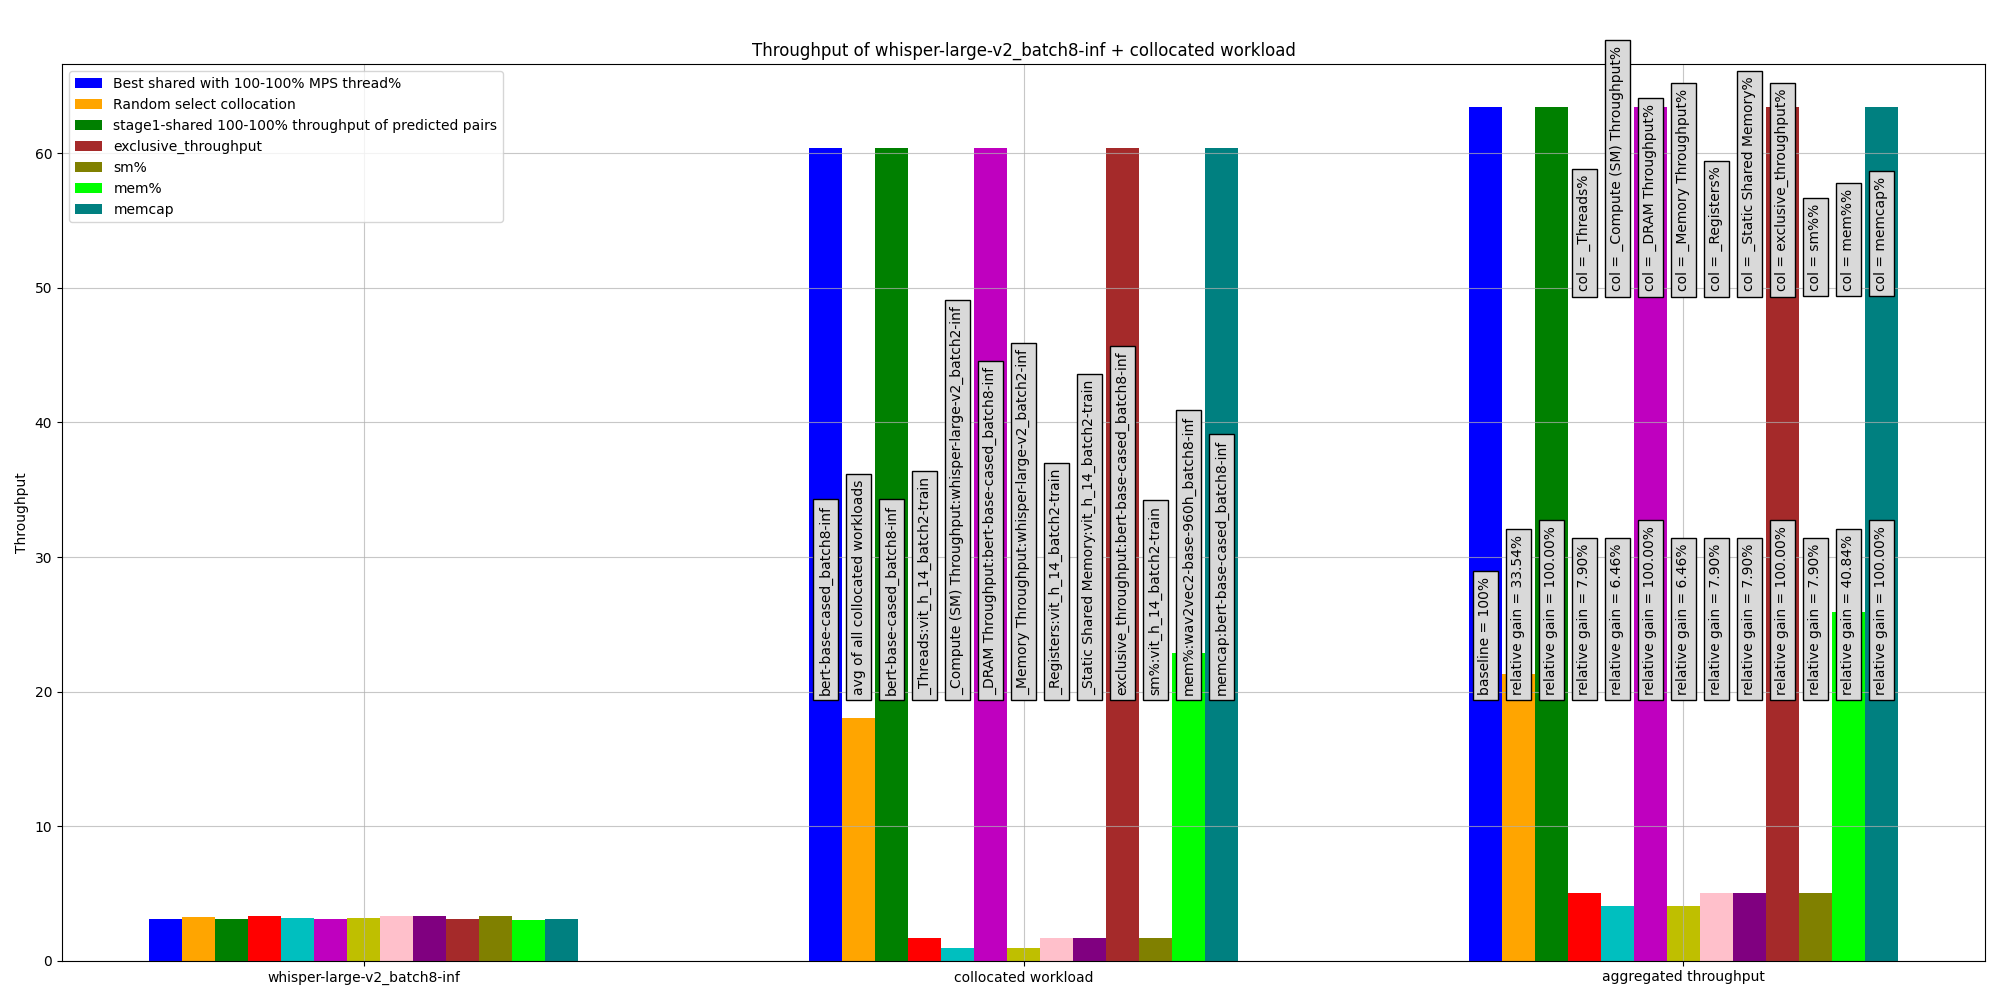 Throughput of whisper-large-v2_batch8-inf + collocated workload
Best shared with 100-100% MPS thread%
Random select collocation
stage1-shared 100-100% throughput of predicted pairs
exclusive_throughput
sm%
mem%
memcap
Throughput
60
50
40
30
20
10
0
bert-base-cased_batch8-inf
avg of all collocated workloads
bert-base-cased_batch8-inf
_Threads:vit_h_14_batch2-train
_Compute (SM) Throughput:whisper-large-v2_batch2-inf
_DRAM Throughput:bert-base-cased_batch8-inf
_Memory Throughput:whisper-large-v2_batch2-inf
_Registers:vit_h_14_batch2-train
_Static Shared Memory:vit_h_14_batch2-train
exclusive_throughput:bert-base-cased_batch8-inf
sm%:vit_h_14_batch2-train
mem%:wav2vec2-base-960h_batch8-inf
memcap:bert-base-cased_batch8-inf
col = _Threads%
col = _Compute (SM) Throughput%
col = _DRAM Throughput%
col = _Memory Throughput%
col = _Registers%
col = _Static Shared Memory%
col = exclusive_throughput%
col = sm%%
col = mem%%
col = memcap%
baseline = 100%
relative gain = 33.54%
relative gain = 100.00%
relative gain = 7.90%
relative gain = 6.46%
relative gain = 100.00%
relative gain = 6.46%
relative gain = 7.90%
relative gain = 7.90%
relative gain = 100.00%
relative gain = 7.90%
relative gain = 40.84%
relative gain = 100.00%
whisper-large-v2_batch8-inf
collocated workload
aggregated throughput